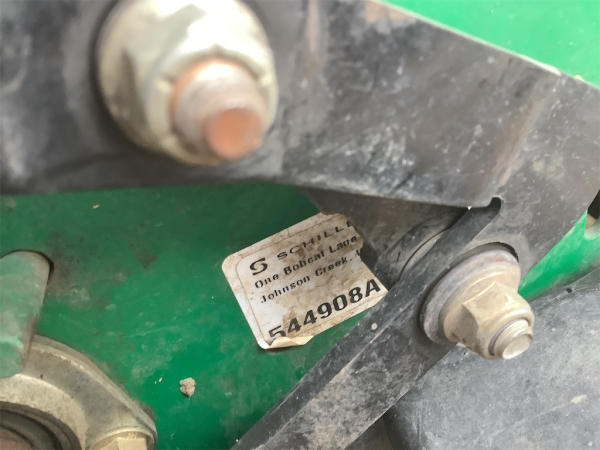 SCHILL
One Bobcat Lane
Johnson Creek,
544908A